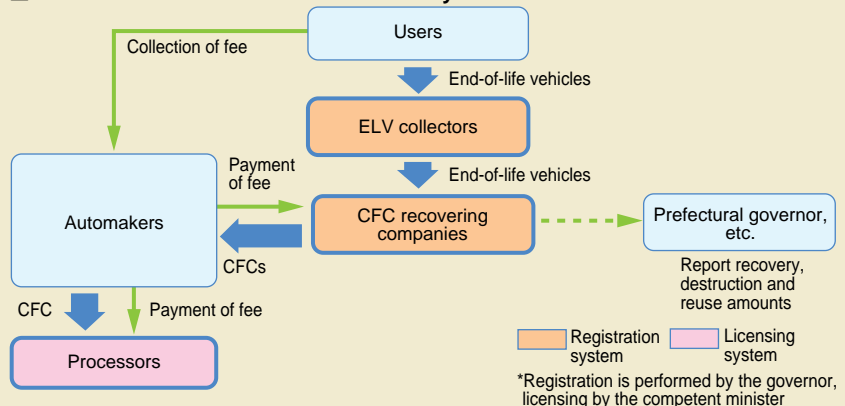 Users
Collection of fee
End-of-life vehicles
ELV collectors
End-of-life vehicles
Payment
of fee
Automakers
CFC recovering
companies
Prefectural governor,
etc.
CFCs
Report recovery,
destruction and
reuse amounts
CFC
Payment of fee
Processors
Registration
system
Licensing
system
*Registration is performed by the governor,
licensing by the competent minister